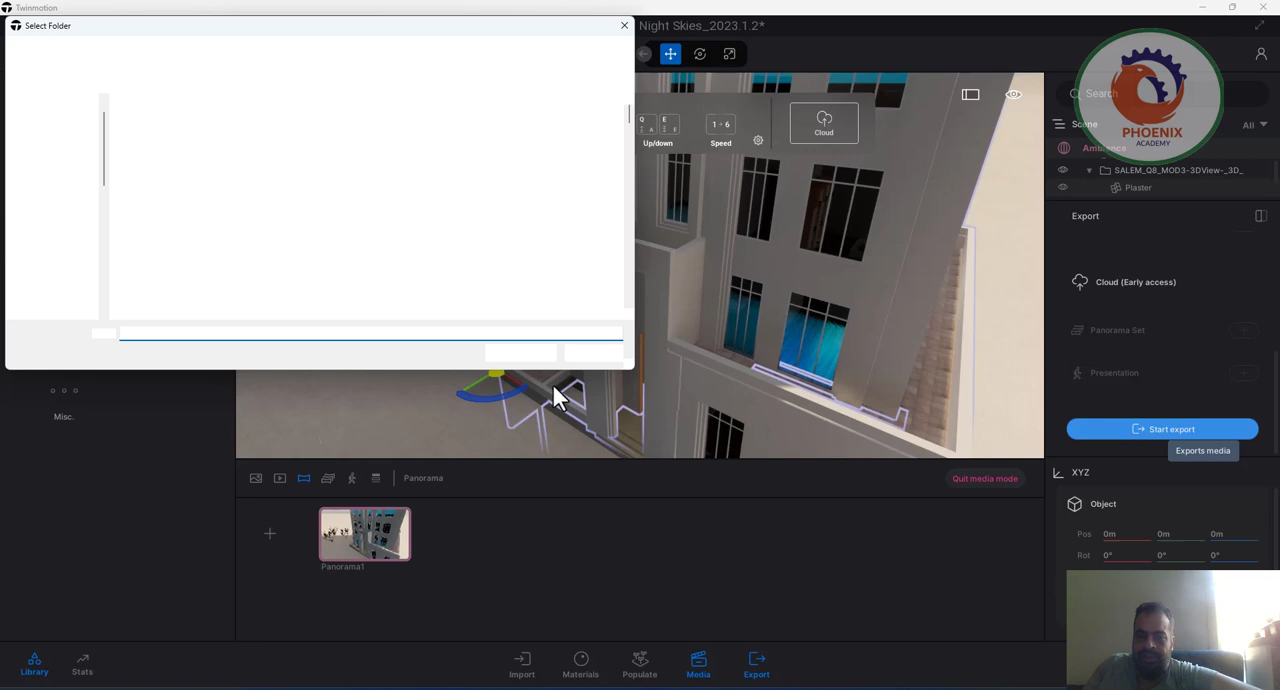 Twinmotion
Select Folder
Night Skies_2023.1.2*
Search
PHOENIX
ACADEMY
Scene
All
Ambience
SALEM_Q8_MOD3-3DView-_3D_
Plaster
Q
E
1 - 6
Up/down
Speed
Cloud
Export
Cloud (Early access)
Panorama Set
Presentation
Start export
Exports media
Misc.
Panorama
Quit media mode
XYZ
Object
Pos 0m 0m 0m
Rot 0° 0° 0°
Panorama1
Library
Stats
Import
Materials
Populate
Media
Export